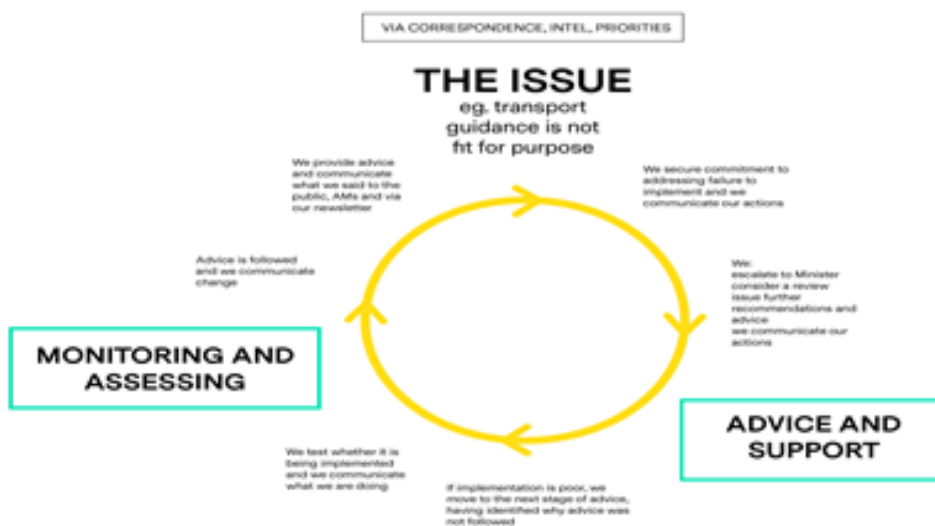 VIA CORRESPONDENCE, INTEL, PRIORITIES
THE ISSUE
eg. transport
guidance is not
fit for purpose
We provide advice
and communicate
what we said to the
public, AMs and via
our newsletter
We secure commitment to
addressing failure to
implement and we
communicate our actions
Advice is followed
and we communicate
change
We:
escalate to Minister
consider a review
issue further
recommendations and
advice
we communicate our
actions
MONITORING AND
ASSESSING
ADVICE AND
SUPPORT
We test whether it is
being implemented
and we communicate
what we are doing
If implementation is poor, we
move to the next stage of advice,
having identified why advice was
not followed